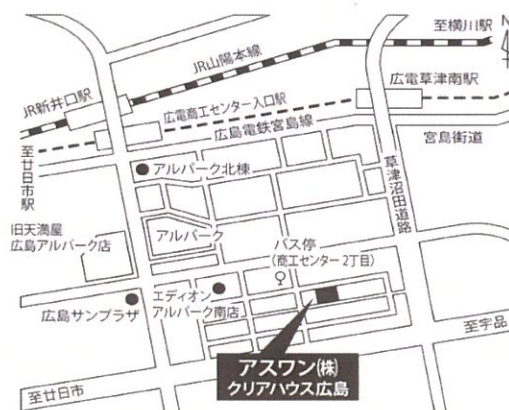 至横川駅
N
JR山陽本線
JR新井口駅
広電草津南駅
広電商工センター入口駅
広島電鉄宮島線
宮島街道
至廿日市駅
アルパーク北棟
草津沼田道路
旧天満屋
広島アルパーク店
アルパーク
バス停
(商工センター2丁目)
広島サンプラザ
エディオン
アルパーク南店
至宇品
アスワン(株)
クリアハウス広島
至廿日市